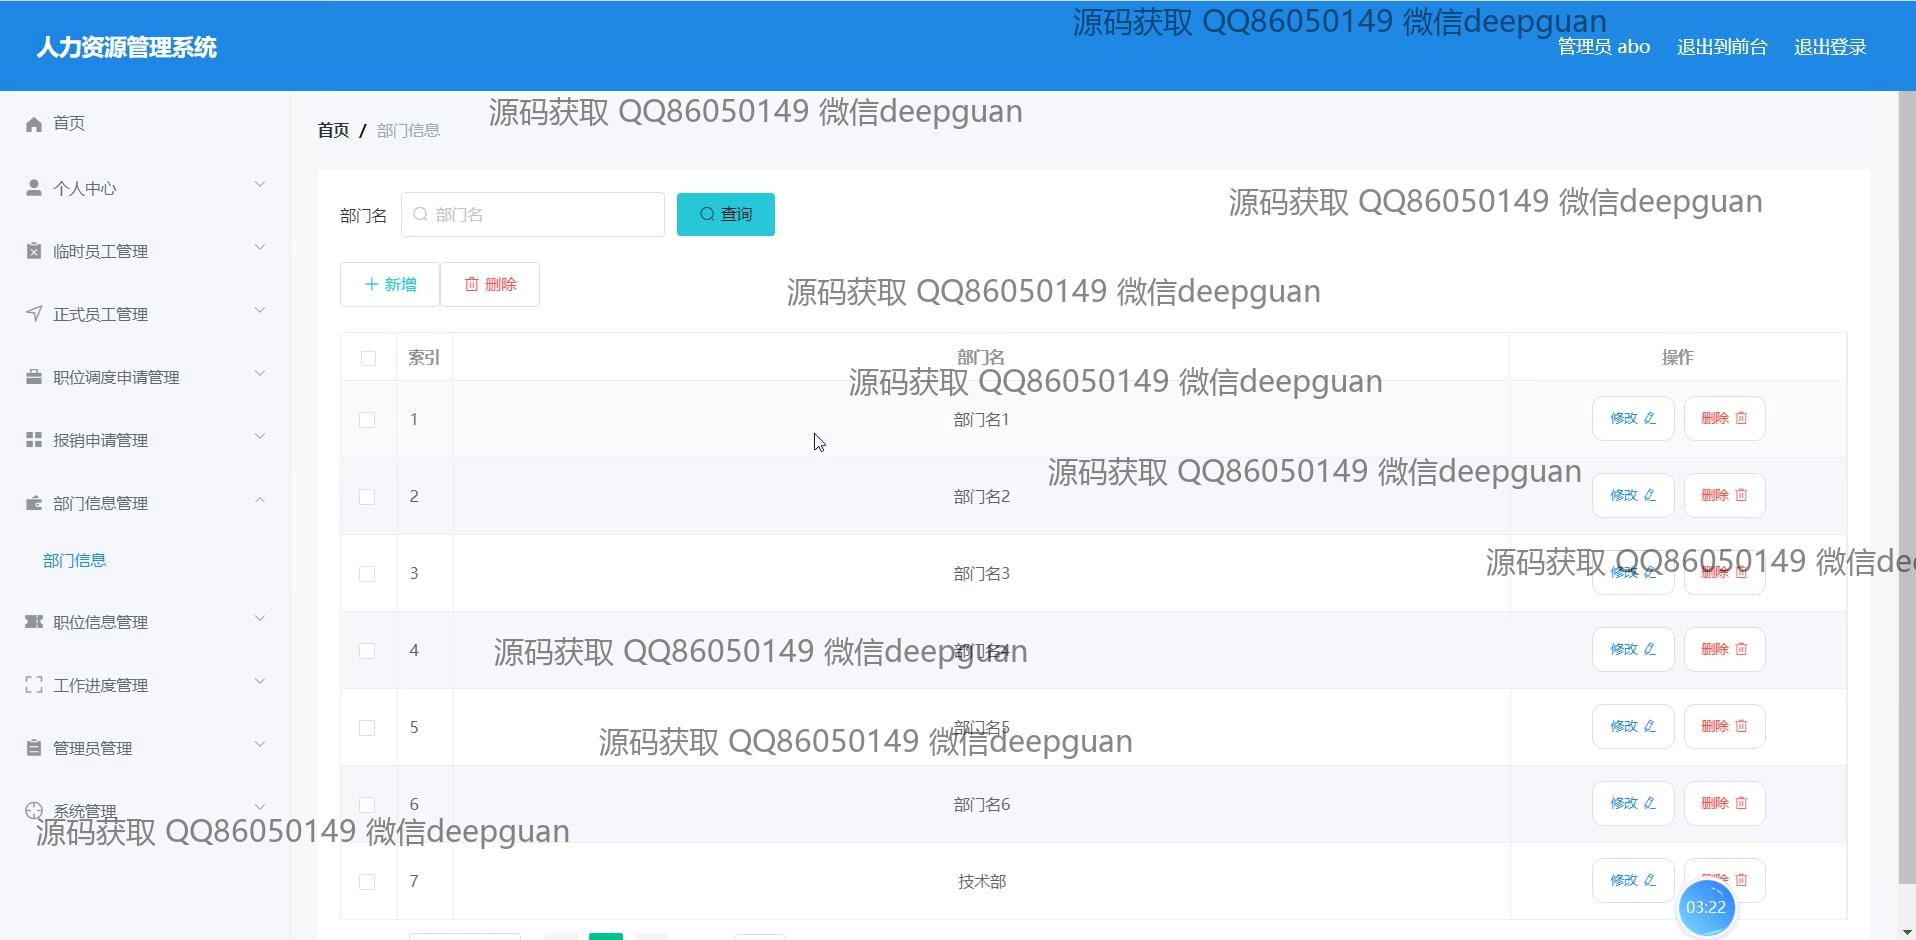 源码获取 QQ86050149 微信deepguan
人力资源管理系统
管理员 abo 退出到前台 退出登录
源码获取 QQ86050149 微信deepguan
首页
首页 / 部门信息
个人中心
源码获取 QQ86050149 微信deepguan
部门名 部门名 查询
临时员工管理
新增 删除
源码获取 QQ86050149 微信deepguan
正式员工管理
索引 部门名 操作
职位调度申请管理
源码获取 QQ86050149 微信deepguan
1 部门名1 修改 删除
报销申请管理
源码获取 QQ86050149 微信deepguan
2 部门名2 修改 删除
部门信息管理
部门信息
源码获取 QQ86050149 微信dee
3 部门名3 修改 删除
职位信息管理
源码获取 QQ86050149 微信deepguan
4 部门名4 修改 删除
工作进度管理
5 部门名5 修改 删除
源码获取 QQ86050149 微信deepguan
管理员管理
6 部门名6 修改 删除
系统管理
源码获取 QQ86050149 微信deepguan
7 技术部 修改 删除
03:22